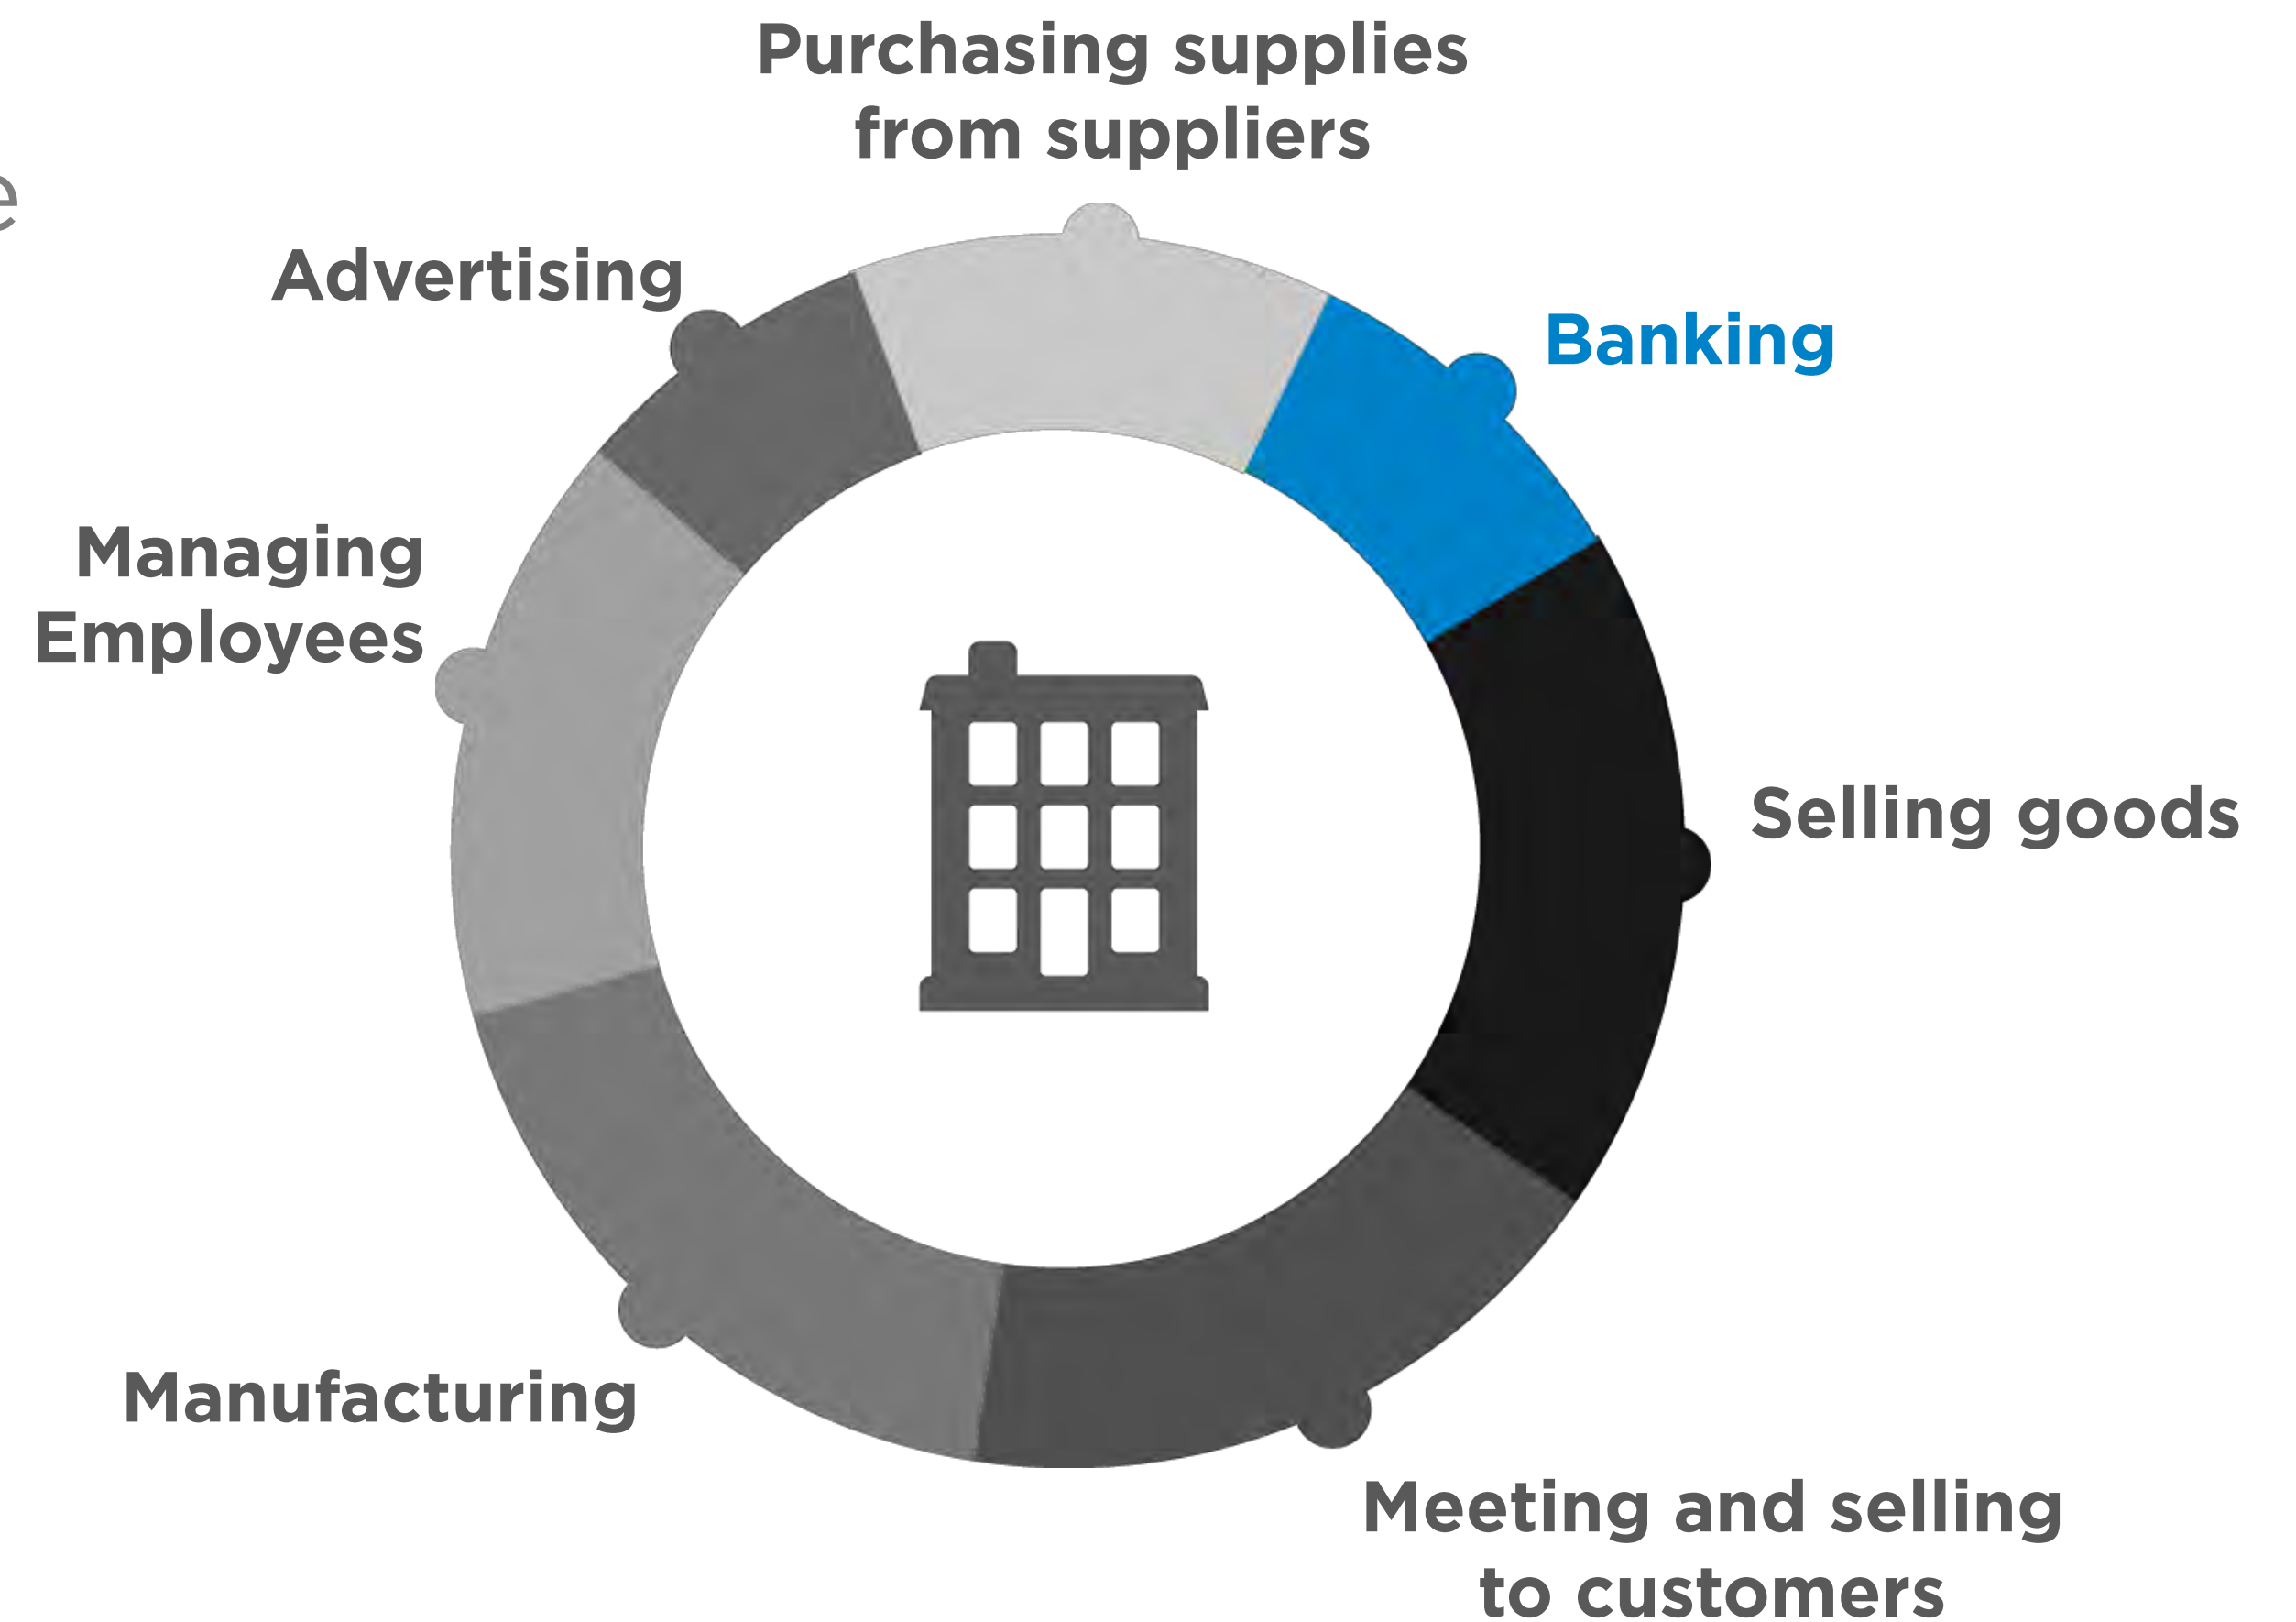 Purchasing supplies
from suppliers
e
Advertising
Banking
Managing
Employees
Selling goods
Manufacturing
Meeting and selling
to customers